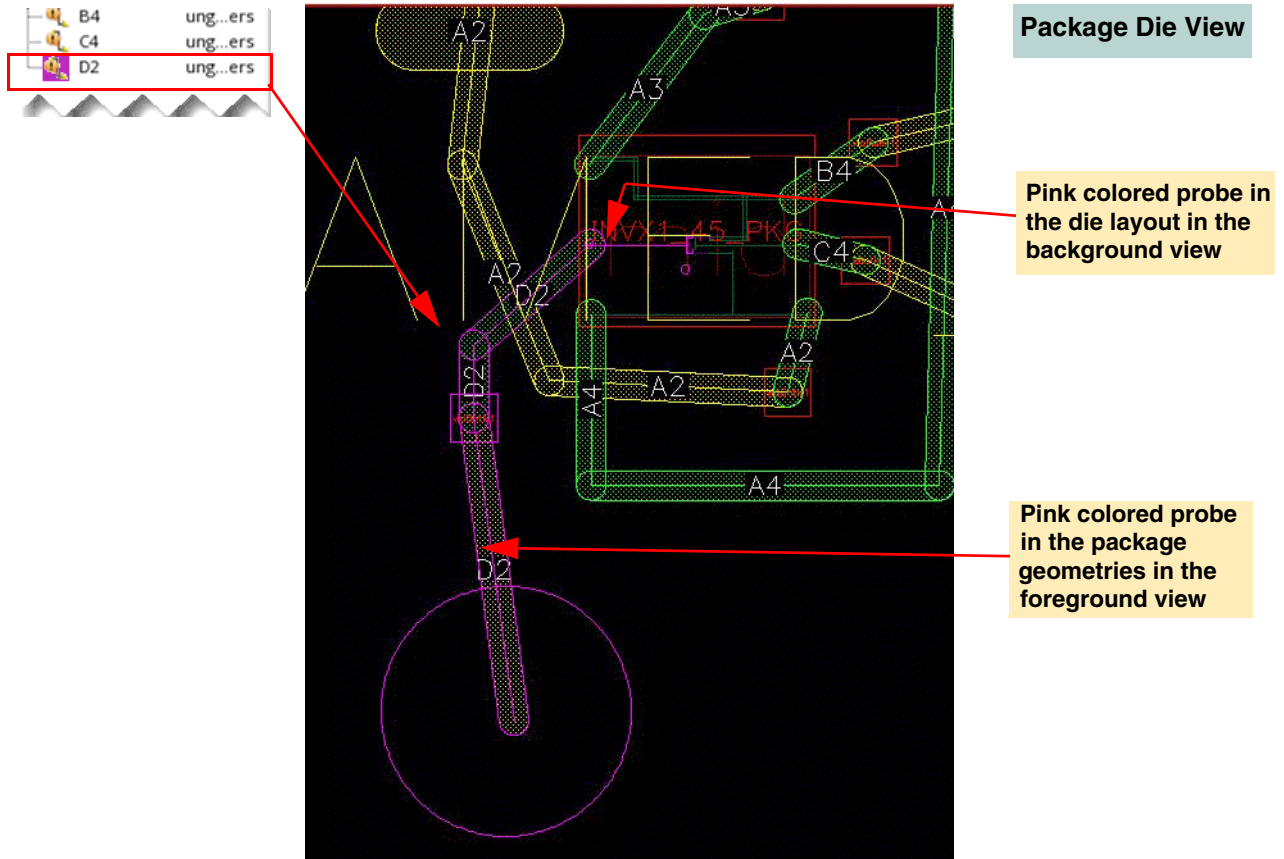 B4 ung...ers
C4 ung...ers
D2 ung...ers
Package Die View
A2
A3
A3
B4
A2
D2
C4
Pink colored probe in
the die layout in the
background view
D2
A2
A2
A4
A4
D2
Pink colored probe
in the package
geometries in the
foreground view